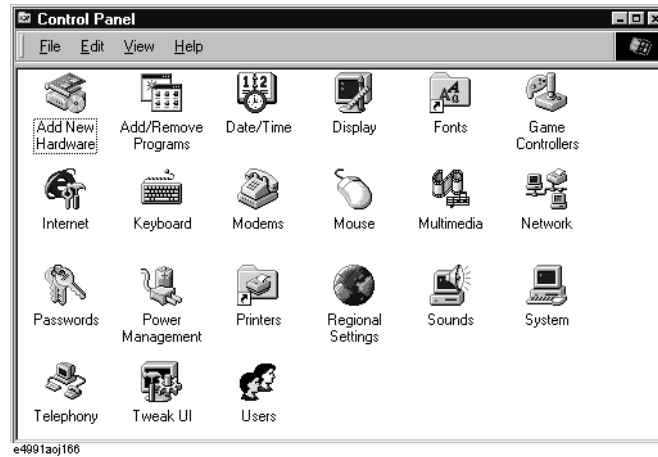 Control Panel
File Edit View Help
Add New Hardware
Add/Remove Programs
Date/Time
Display
Fonts
Game Controllers
Internet
Keyboard
Modems
Mouse
Multimedia
Network
Passwords
Power Management
Printers
Regional Settings
Sounds
System
Telephony
Tweak UI
Users
e4991aoj166